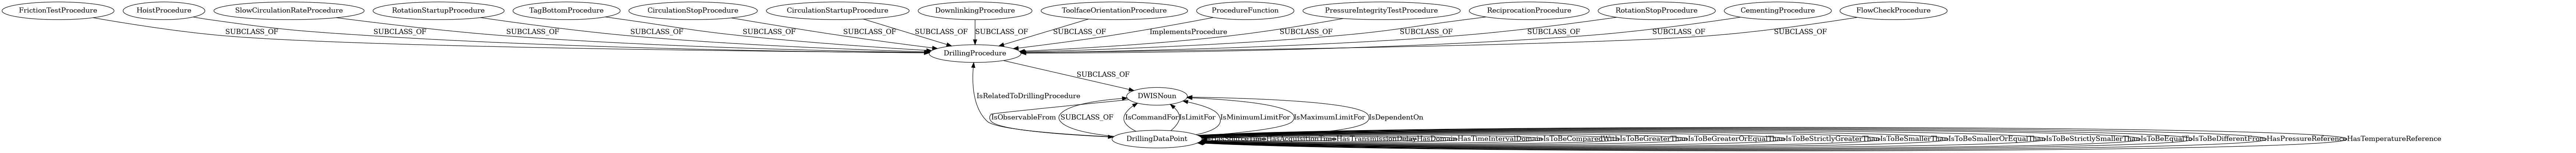 FrictionTestProcedure
HoistProcedure
SlowCirculationRateProcedure
RotationStartupProcedure
TagBottomProcedure
CirculationStopProcedure
CirculationStartupProcedure
DownlinkingProcedure
ToolfaceOrientationProcedure
ProcedureFunction
PressureIntegrityTestProcedure
ReciprocationProcedure
RotationStopProcedure
CementingProcedure
FlowCheckProcedure
SUBCLASS_OF
SUBCLASS_OF
SUBCLASS_OF
SUBCLASS_OF
SUBCLASS_OF
SUBCLASS_OF
SUBCLASS_OF
SUBCLASS_OF
SUBCLASS_OF
ImplementsProcedure
SUBCLASS_OF
SUBCLASS_OF
SUBCLASS_OF
SUBCLASS_OF
SUBCLASS_OF
DrillingProcedure
SUBCLASS_OF
IsRelatedToDrillingProcedure
DWISNoun
IsObservableFrom
SUBCLASS_OF
IsCommandFor
IsLimitFor
IsMinimumLimitFor
IsMaximumLimitFor
IsDependentOn
DrillingDataPoint
HasAcquisitionTime
HasTransmissionDelay
HasDomain
HasTimeIntervalDomain
IsToBeComparedWith
IsToBeGreaterThan
IsToBeGreaterOrEqualThan
IsToBeStrictlyGreaterThan
IsToBeSmallerThan
IsToBeSmallerOrEqualThan
IsToBeStrictlySmallerThan
IsToBeEqualTo
IsToBeDifferentFrom
HasPressureReference
HasTemperatureReference